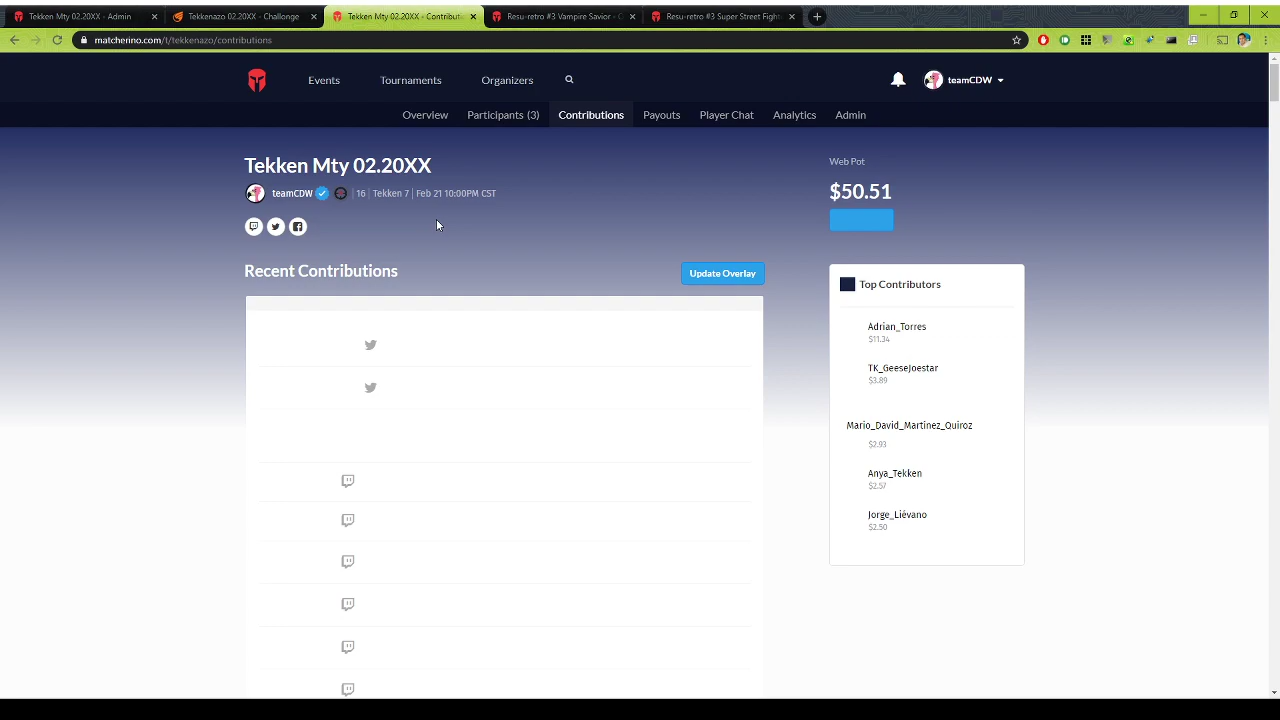 Tekken Mty 02.20XX - Admin
Tekkenazo 02.20XX - Challonge
Tekken Mty 02.20XX - Contribut
Resu-retro #3 Vampire Savior - 
Resu-retro #3 Super Street Fight
matcherino.com/t/tekkenazo/contributions
Events
Tournaments
Organizers
teamCDW
Overview
Participants (3)
Contributions
Payouts
Player Chat
Analytics
Admin
Tekken Mty 02.20XX
teamCDW | 16 | Tekken 7 | Feb 21 10:00PM CST
Web Pot
$50.51
Recent Contributions
Update Overlay
Top Contributors
Adrian_Torres
$11.34
TK_GeeseJoestar
$3.89
Mario_David_Martínez_Quiroz
$2.93
Anya_Tekken
$2.57
Jorge_Liévano
$2.50